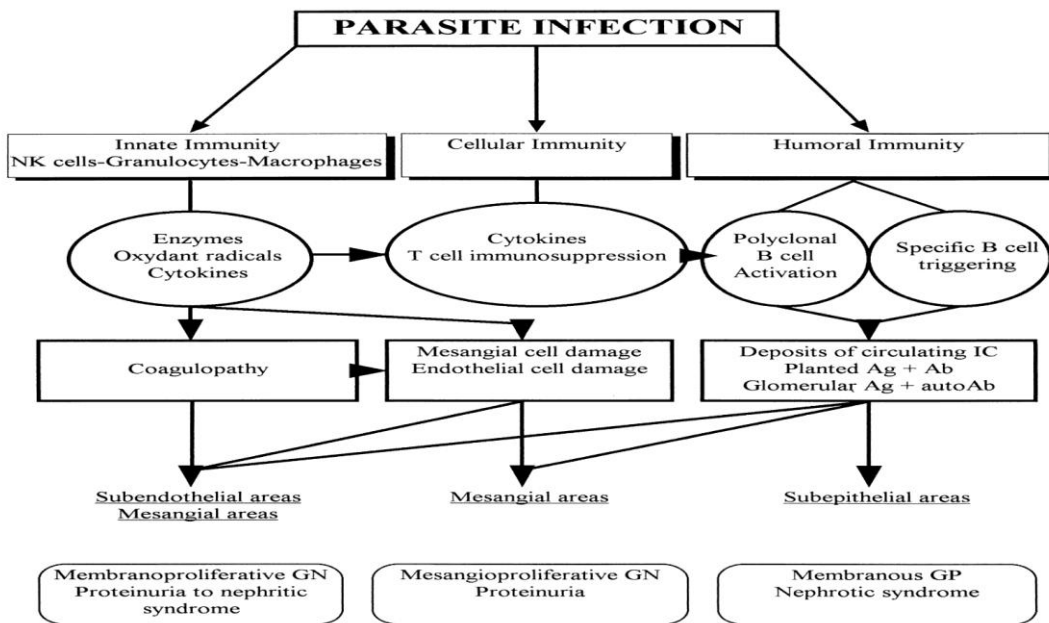 PARASITE INFECTION
Innate Immunity
NK cells-Granulocytes-Macrophages
Cellular Immunity
Humoral Immunity
Enzymes
Oxydant radicals
Cytokines
Cytokines
T cell immunosuppression
Polyclonal
B cell
Activation
Specific B cell
triggering
Coagulopathy
Mesangial cell damage
Endothelial cell damage
Deposits of circulating IC
Planted Ag + Ab
Glomerular Ag + autoAb
Subendothelial areas
Mesangial areas
Mesangial areas
Subepithelial areas
Membranoproliferative GN
Proteinuria to nephritic
syndrome
Mesangioproliferative GN
Proteinuria
Membranous GP
Nephrotic syndrome